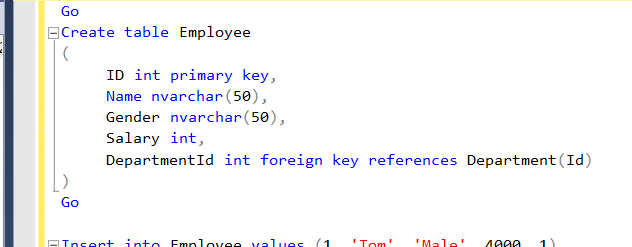 Go
Create table Employee
(
ID int primary key,
Name nvarchar(50),
Gender nvarchar(50),
Salary int,
DepartmentId int foreign key references Department(Id)
)
Go
Insert into Employee values (1, 'Tom', 'Male', 4000, 1)